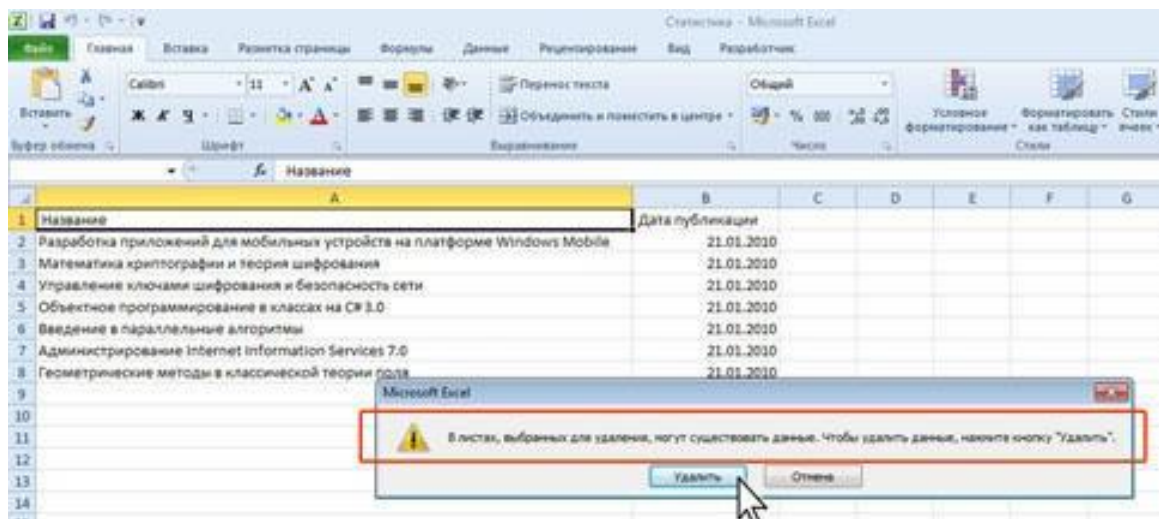 Статистика - Microsoft Excel
Файл Главная Вставка Разметка страницы Формулы Данные Рецензирование Вид Разработчик
Calibri 11 Перенос текста Общий
Вставить Ж К Ч Объединить и поместить в центре % 000 Условное форматирование Форматировать как таблицу Стили ячеек
Буфер обмена Шрифт Выравнивание Число Стили
fx Название
A B C D E F G
1 Название Дата публикации
2 Разработка приложений для мобильных устройств на платформе Windows Mobile 21.01.2010
3 Математика криптографии и теория шифрования 21.01.2010
4 Управление ключами шифрования и безопасность сети 21.01.2010
5 Объектное программирование в классах на C# 3.0 21.01.2010
6 Введение в параллельные алгоритмы 21.01.2010
7 Администрирование Internet Information Services 7.0 21.01.2010
8 Геометрические методы в классической теории поля 21.01.2010
9 Microsoft Excel
10
11 В листах, выбранных для удаления, могут существовать данные. Чтобы удалить данные, нажмите кнопку "Удалить".
12
13 Удалить Отмена
14